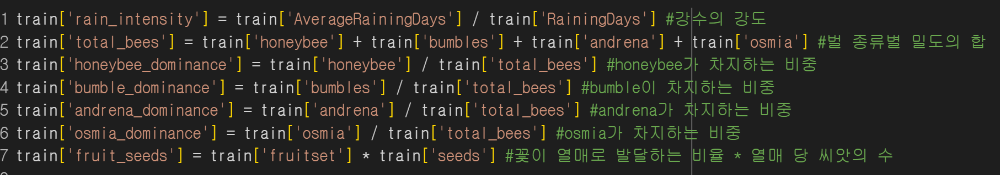 1 train['rain_intensity'] = train['AverageRainingDays'] / train['RainingDays'] #강수의 강도
2 train['total_bees'] = train['honeybee'] + train['bumbles'] + train['andrena'] + train['osmia'] #벌 종류별 밀도의 합
3 train['honeybee_dominance'] = train['honeybee'] / train['total_bees'] #honeybee가 차지하는 비중
4 train['bumble_dominance'] = train['bumbles'] / train['total_bees'] #bumble이 차지하는 비중
5 train['andrena_dominance'] = train['andrena'] / train['total_bees'] #andrena가 차지하는 비중
6 train['osmia_dominance'] = train['osmia'] / train['total_bees'] #osmia가 차지하는 비중
7 train['fruit_seeds'] = train['fruitset'] * train['seeds'] #꽃이 열매로 발달하는 비율 * 열매 당 씨앗의 수